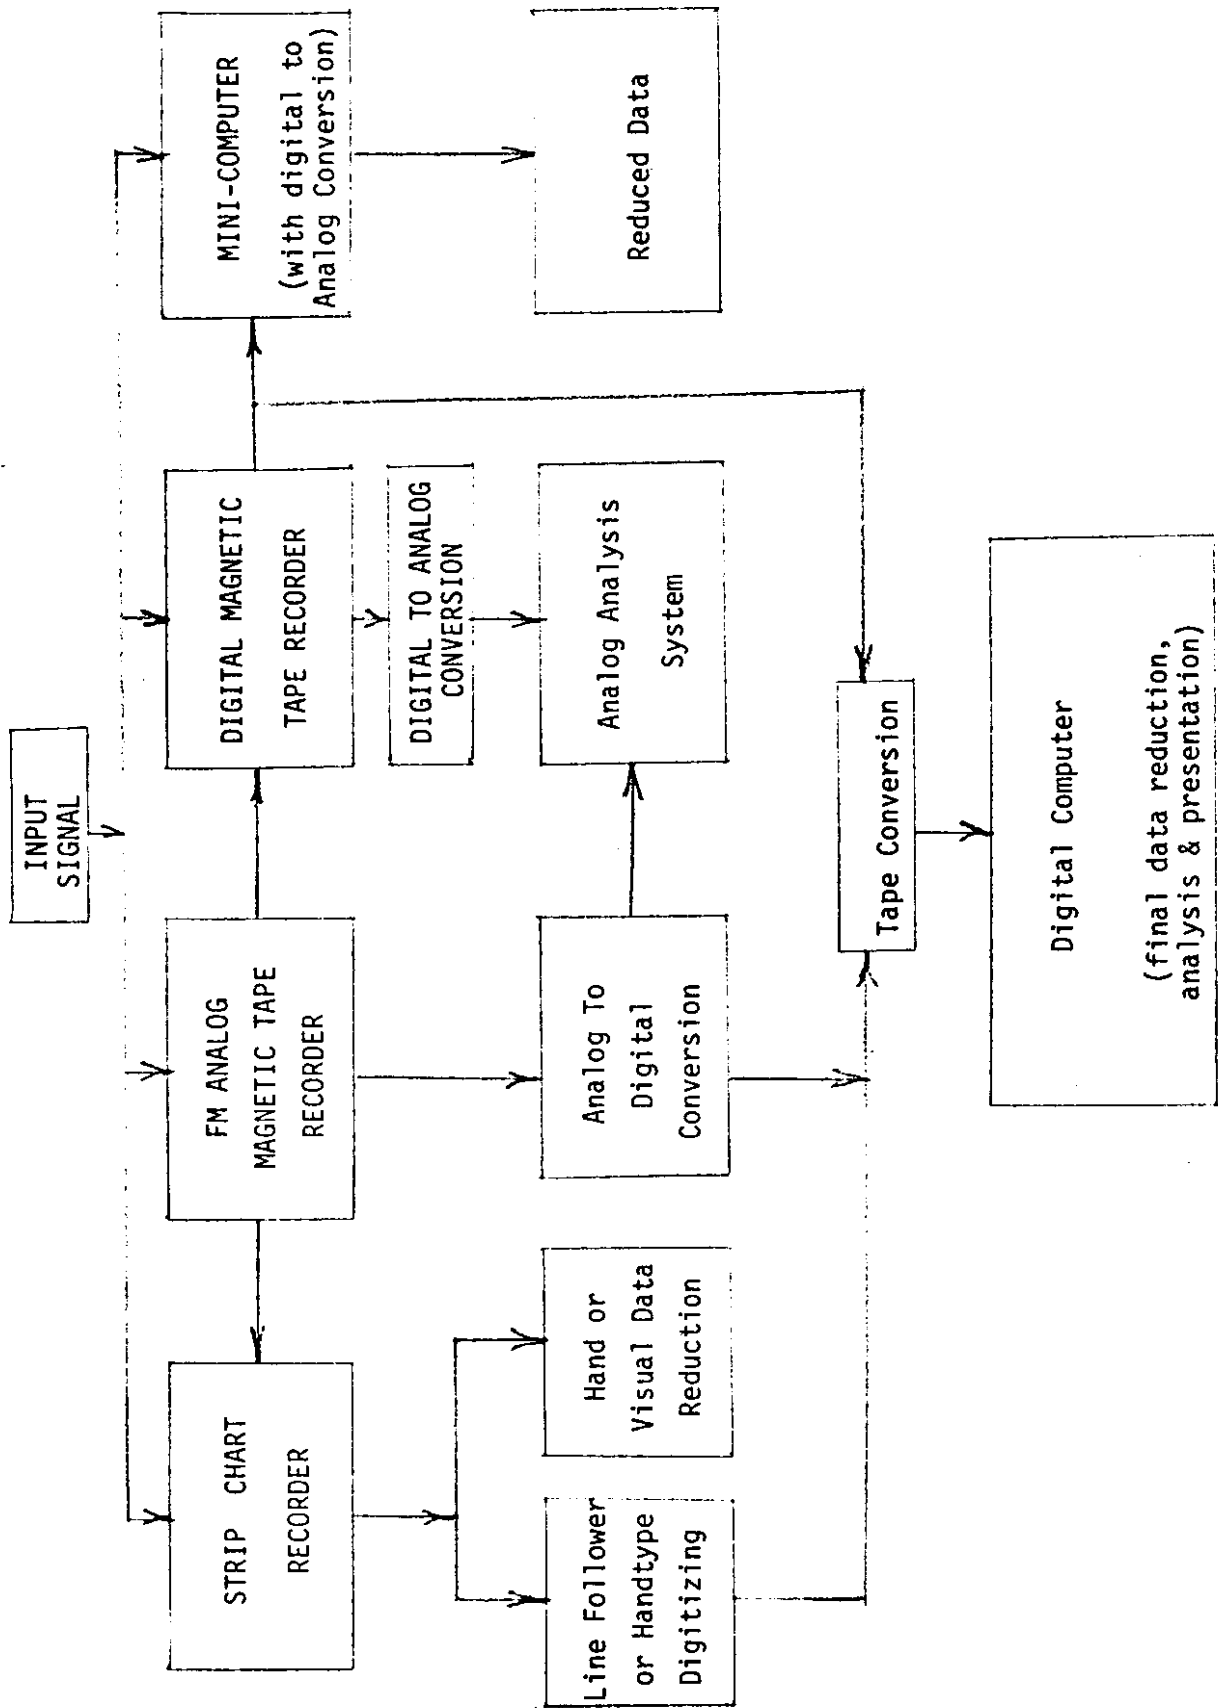 INPUT
SIGNAL
STRIP CHART
RECORDER
FM ANALOG
MAGNETIC TAPE
RECORDER
DIGITAL MAGNETIC
TAPE RECORDER
MINI-COMPUTER
(with digital to
Analog Conversion)
DIGITAL TO ANALOG
CONVERSION
Line Follower
or Handtype
Digitizing
Hand or
Visual Data
Reduction
Analog To
Digital
Conversion
Analog Analysis
System
Reduced Data
Tape Conversion
Digital Computer
(final data reduction,
analysis & presentation)